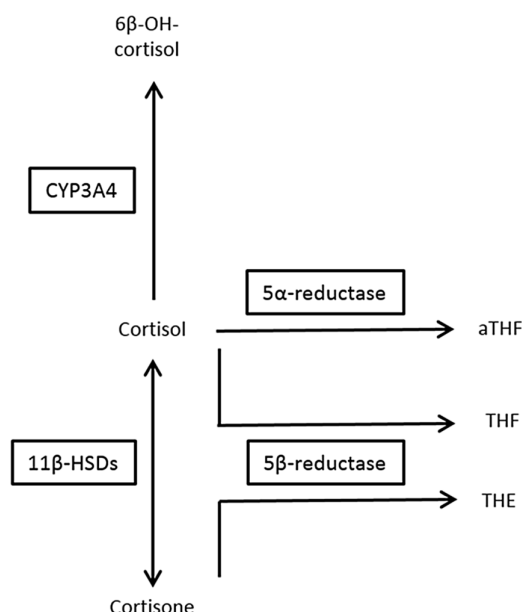 6β-OH-
cortisol
CYP3A4
5α-reductase
Cortisol
aTHF
THF
11β-HSDs
5β-reductase
THE
Cortisone